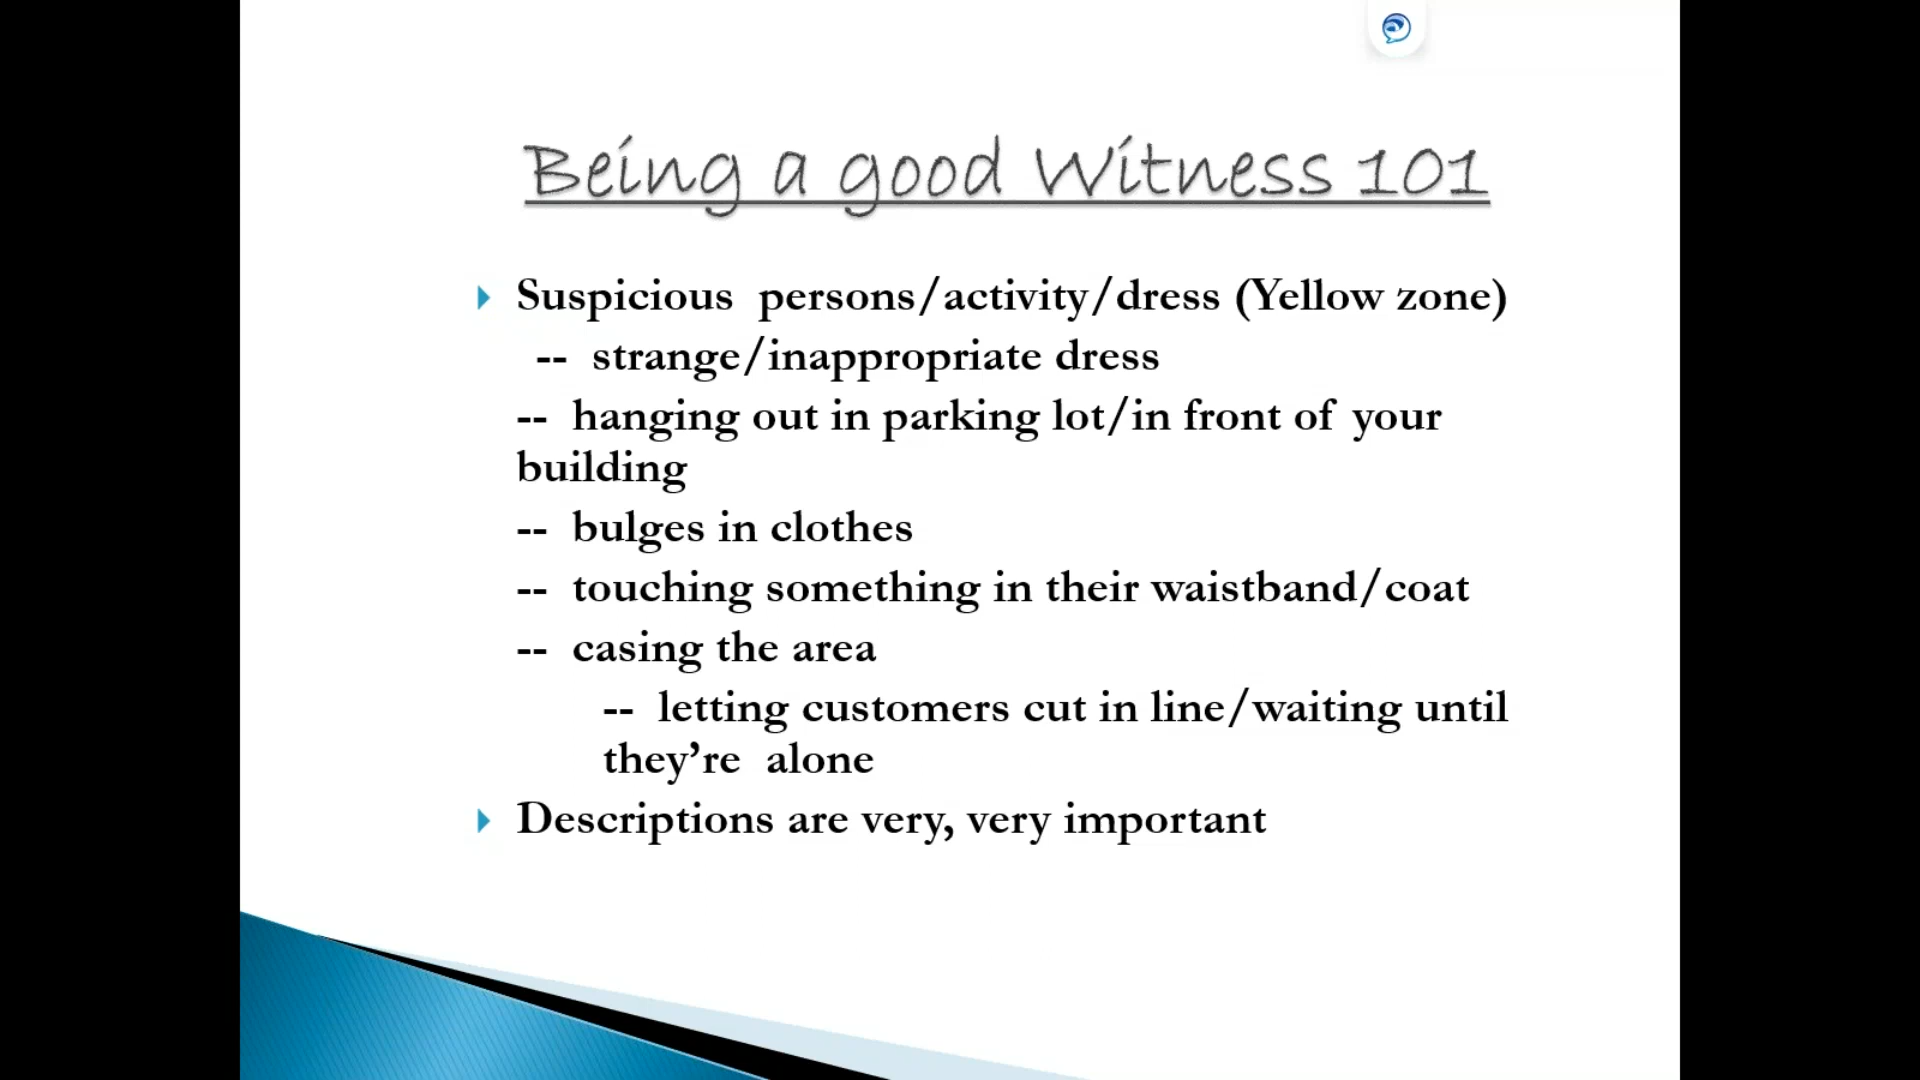 Being a good Witness 101
Suspicious persons/activity/dress (Yellow zone)
-- strange/inappropriate dress
-- hanging out in parking lot/in front of your
building
-- bulges in clothes
-- touching something in their waistband/coat
-- casing the area
-- letting customers cut in line/waiting until
they’re alone
Descriptions are very, very important